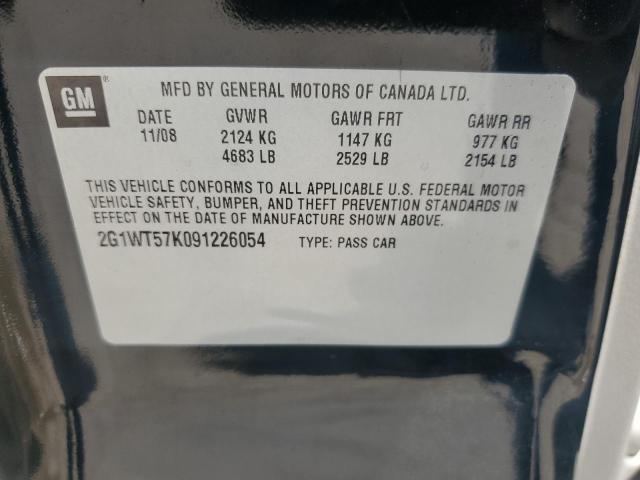 GM ®
MFD BY GENERAL MOTORS OF CANADA LTD.
DATE GVWR GAWR FRT GAWR RR
11/08 2124 KG 1147 KG 977 KG
4683 LB 2529 LB 2154 LB
THIS VEHICLE CONFORMS TO ALL APPLICABLE U.S. FEDERAL MOTOR
VEHICLE SAFETY, BUMPER, AND THEFT PREVENTION STANDARDS IN
EFFECT ON THE DATE OF MANUFACTURE SHOWN ABOVE.
2G1WT57K091226054 TYPE: PASS CAR